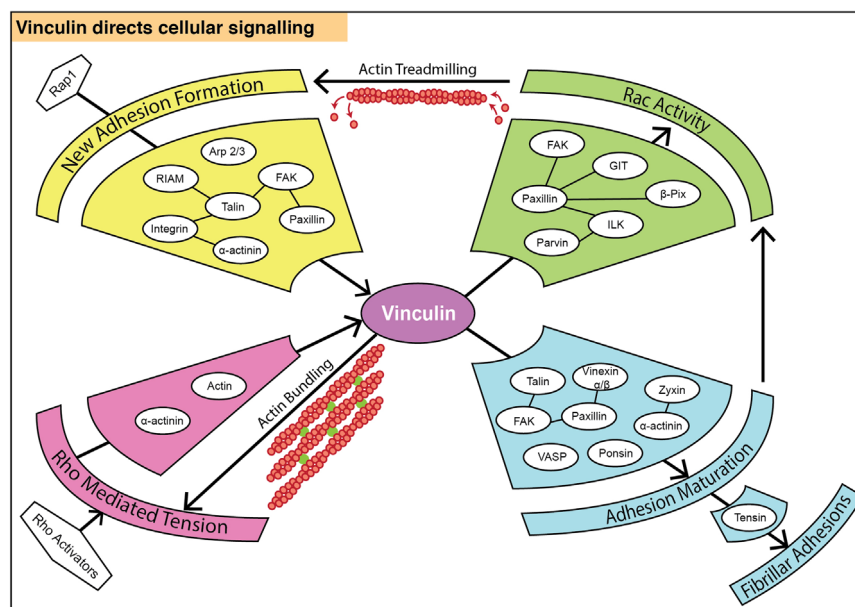 Vinculin directs cellular signalling
Rap1
New Adhesion Formation
Arp 2/3
RIAM
FAK
Talin
Paxillin
Integrin
α-actinin
Actin Treadmilling
Rac Activity
FAK
GIT
Paxillin
β-Pix
ILK
Parvin
Vinculin
Actin
α-actinin
Rho Mediated Tension
Rho Activators
Actin Bundling
Talin
Vinexin
α/β
Zyxin
FAK
Paxillin
α-actinin
VASP
Ponsin
Adhesion Maturation
Tensin
Fibrillar Adhesions